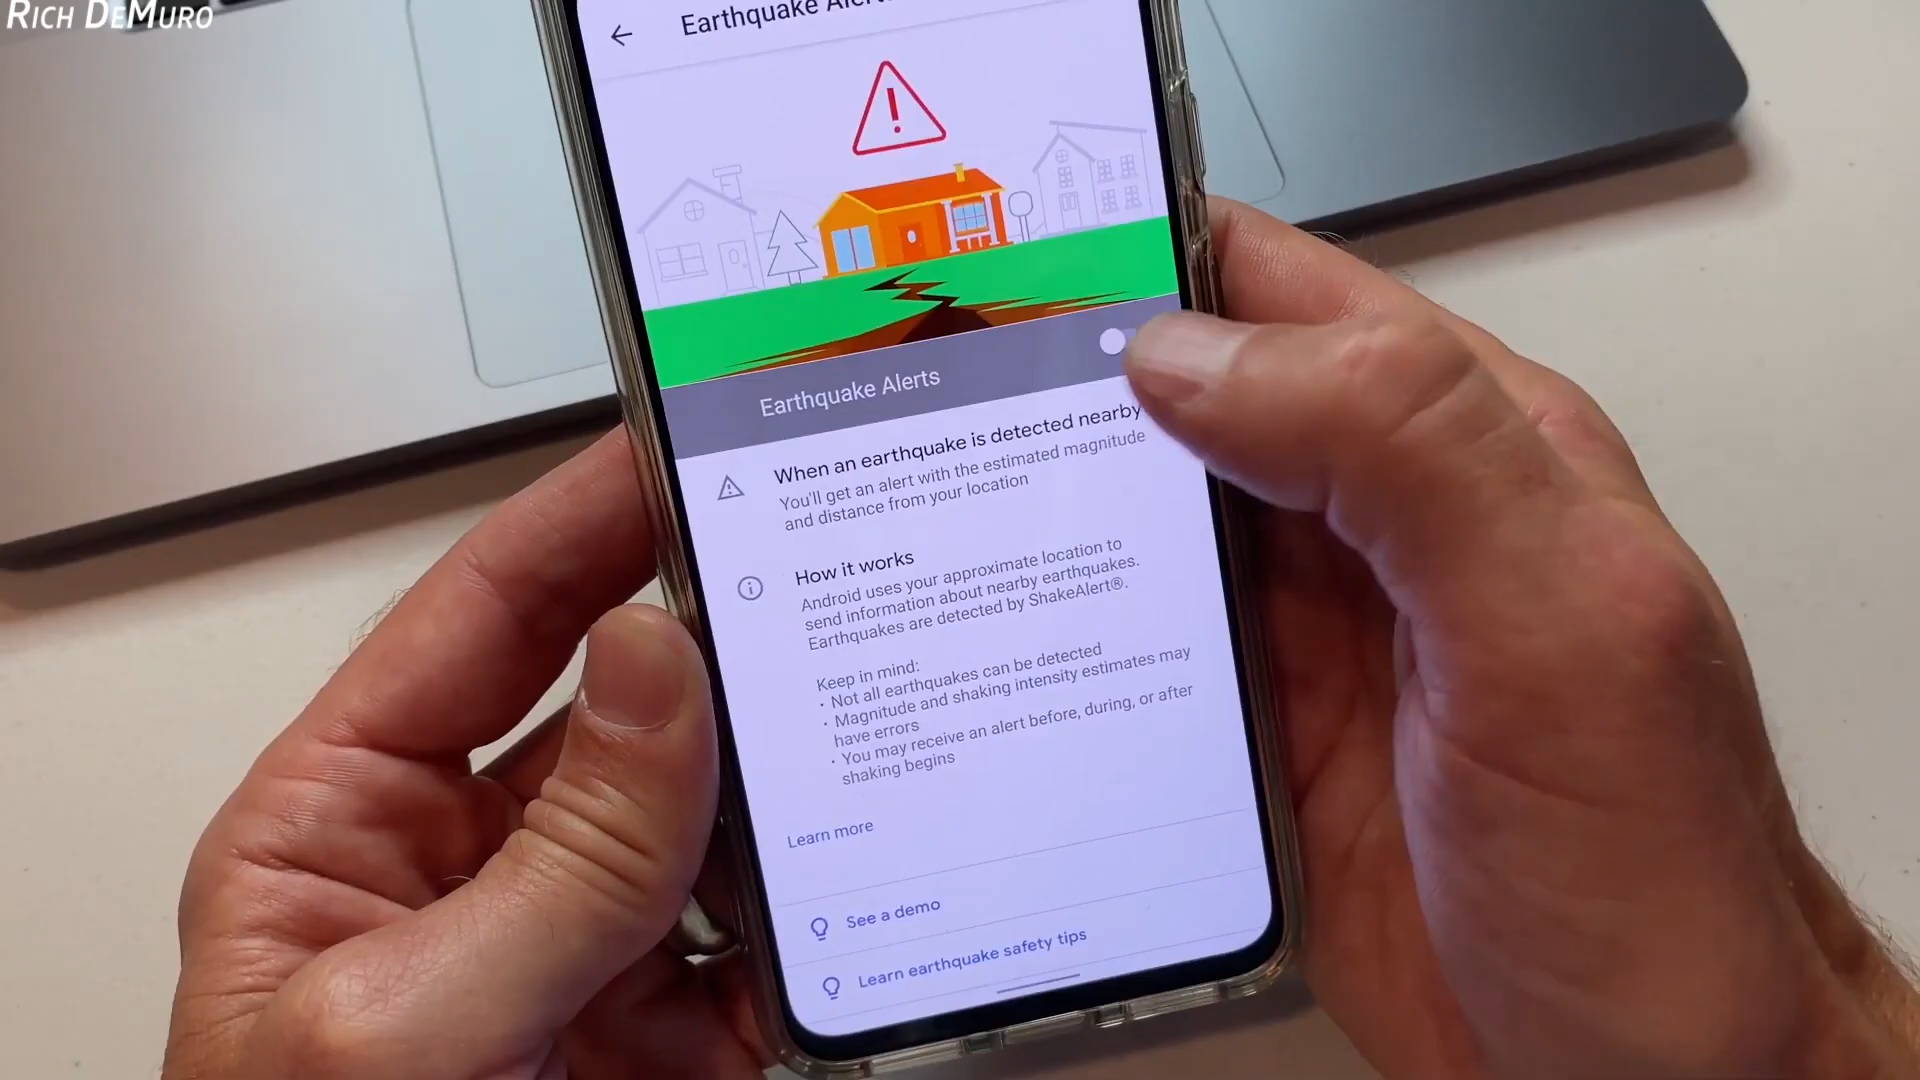 RICH DEMURO
Earthquake Alerts
Earthquake Alerts
When an earthquake is detected nearby
You'll get an alert with the estimated magnitude
and distance from your location
How it works
Android uses your approximate location to
send information about nearby earthquakes.
Earthquakes are detected by ShakeAlert®.
Keep in mind:
· Not all earthquakes can be detected
· Magnitude and shaking intensity estimates may
have errors
· You may receive an alert before, during, or after
shaking begins
Learn more
See a demo
Learn earthquake safety tips